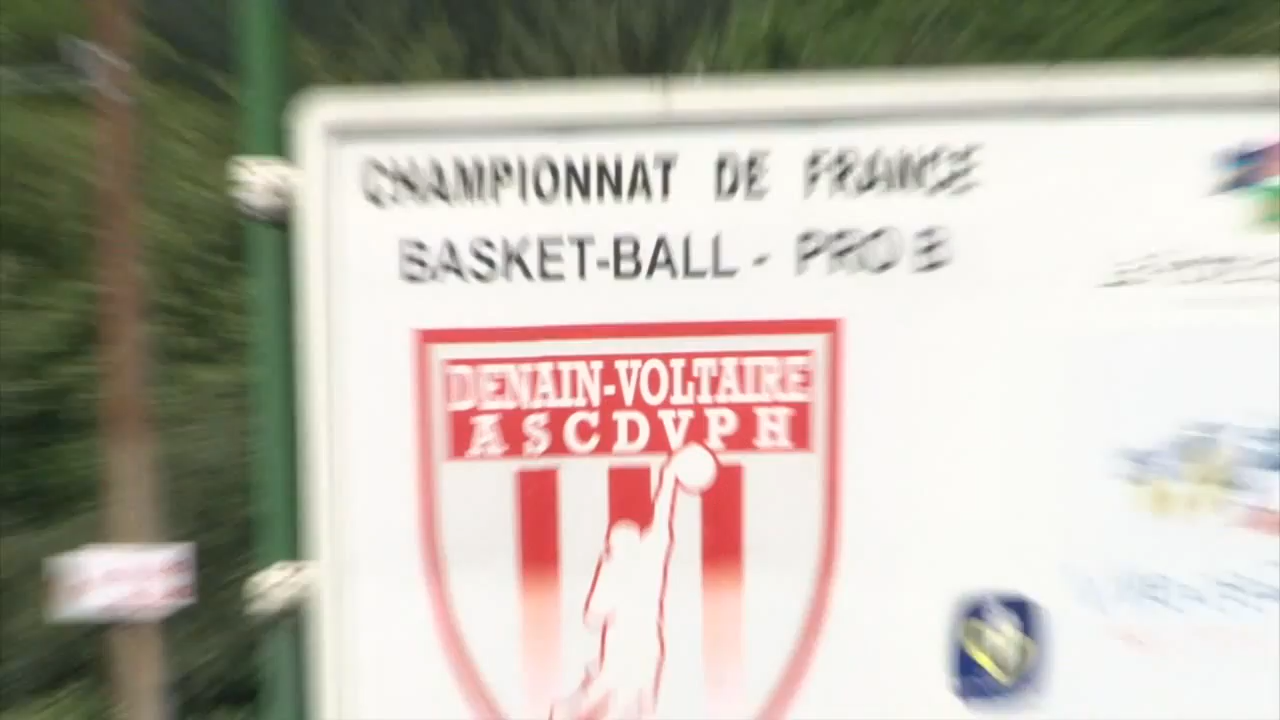 CHAMPIONNAT DE FRANCE
BASKET-BALL - PRO B
DENAIN-VOLTAIRE
ASCDVPH